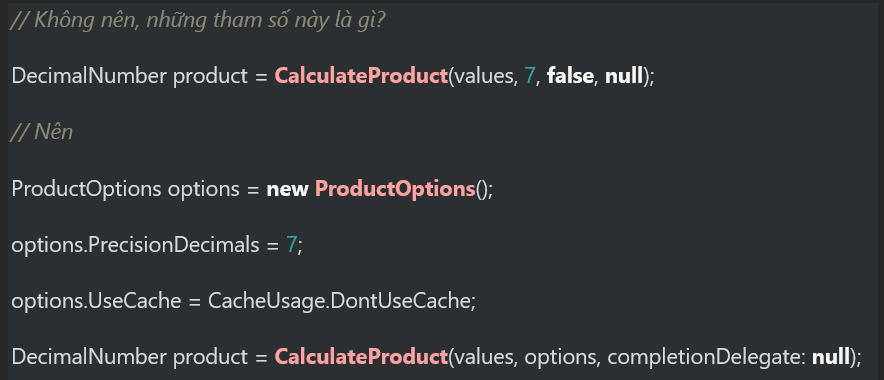 // Không nên, những tham số này là gì?
DecimalNumber product = CalculateProduct(values, 7, false, null);
// Nên
ProductOptions options = new ProductOptions();
options.PrecisionDecimals = 7;
options.UseCache = CacheUsage.DontUseCache;
DecimalNumber product = CalculateProduct(values, options, completionDelegate: null);